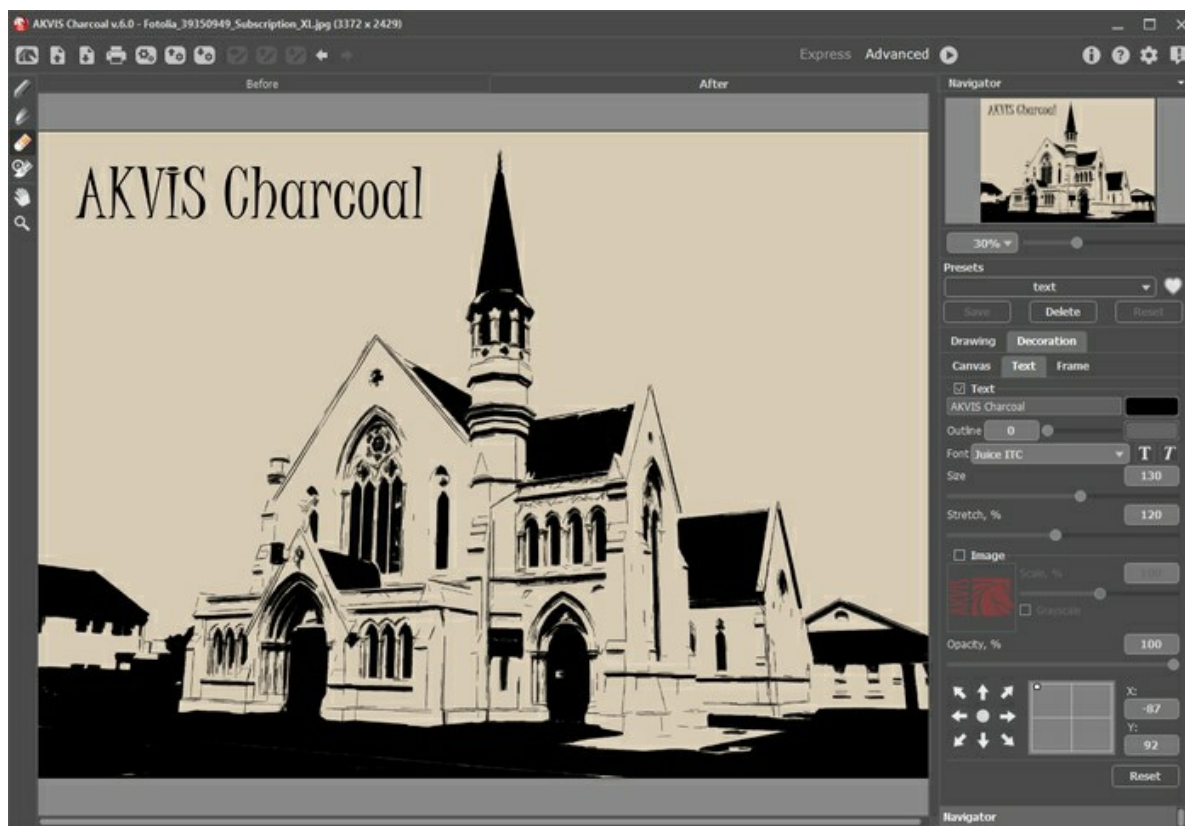 AKVIS Charcoal v.6.0 - Fotolia_39350949_Subscription_XL.jpg (3372 x 2429)
Express Advanced
Before After
Navigator
AKVIS Charcoal
AKVIS Charcoal
30%
Presets
text
Save Delete Reset
Drawing Decoration
Canvas Text Frame
Text
AKVIS Charcoal
Outline 0
Font Juice ITC T T
Size 130
Stretch, % 120
Image
Scale, % 100
AKVIS
Grayscale
Opacity, % 100
X:
-87
Y:
92
Reset
Navigator